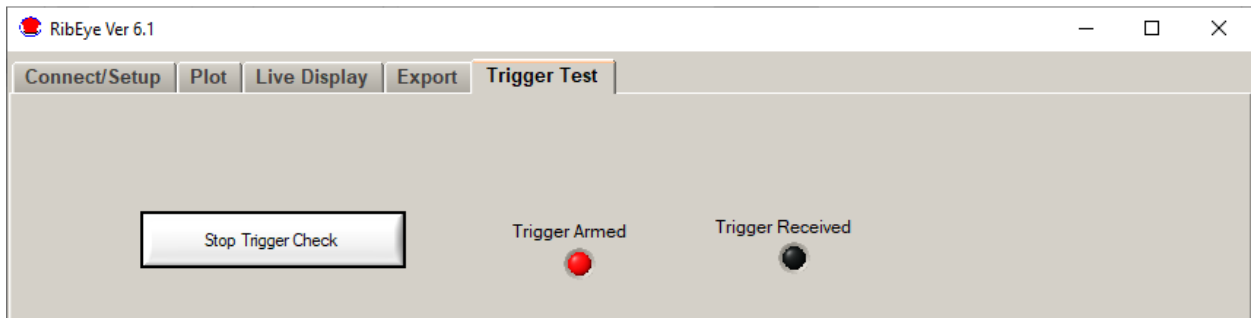 RibEye Ver 6.1
Connect/Setup Plot Live Display Export Trigger Test
Stop Trigger Check Trigger Armed Trigger Received